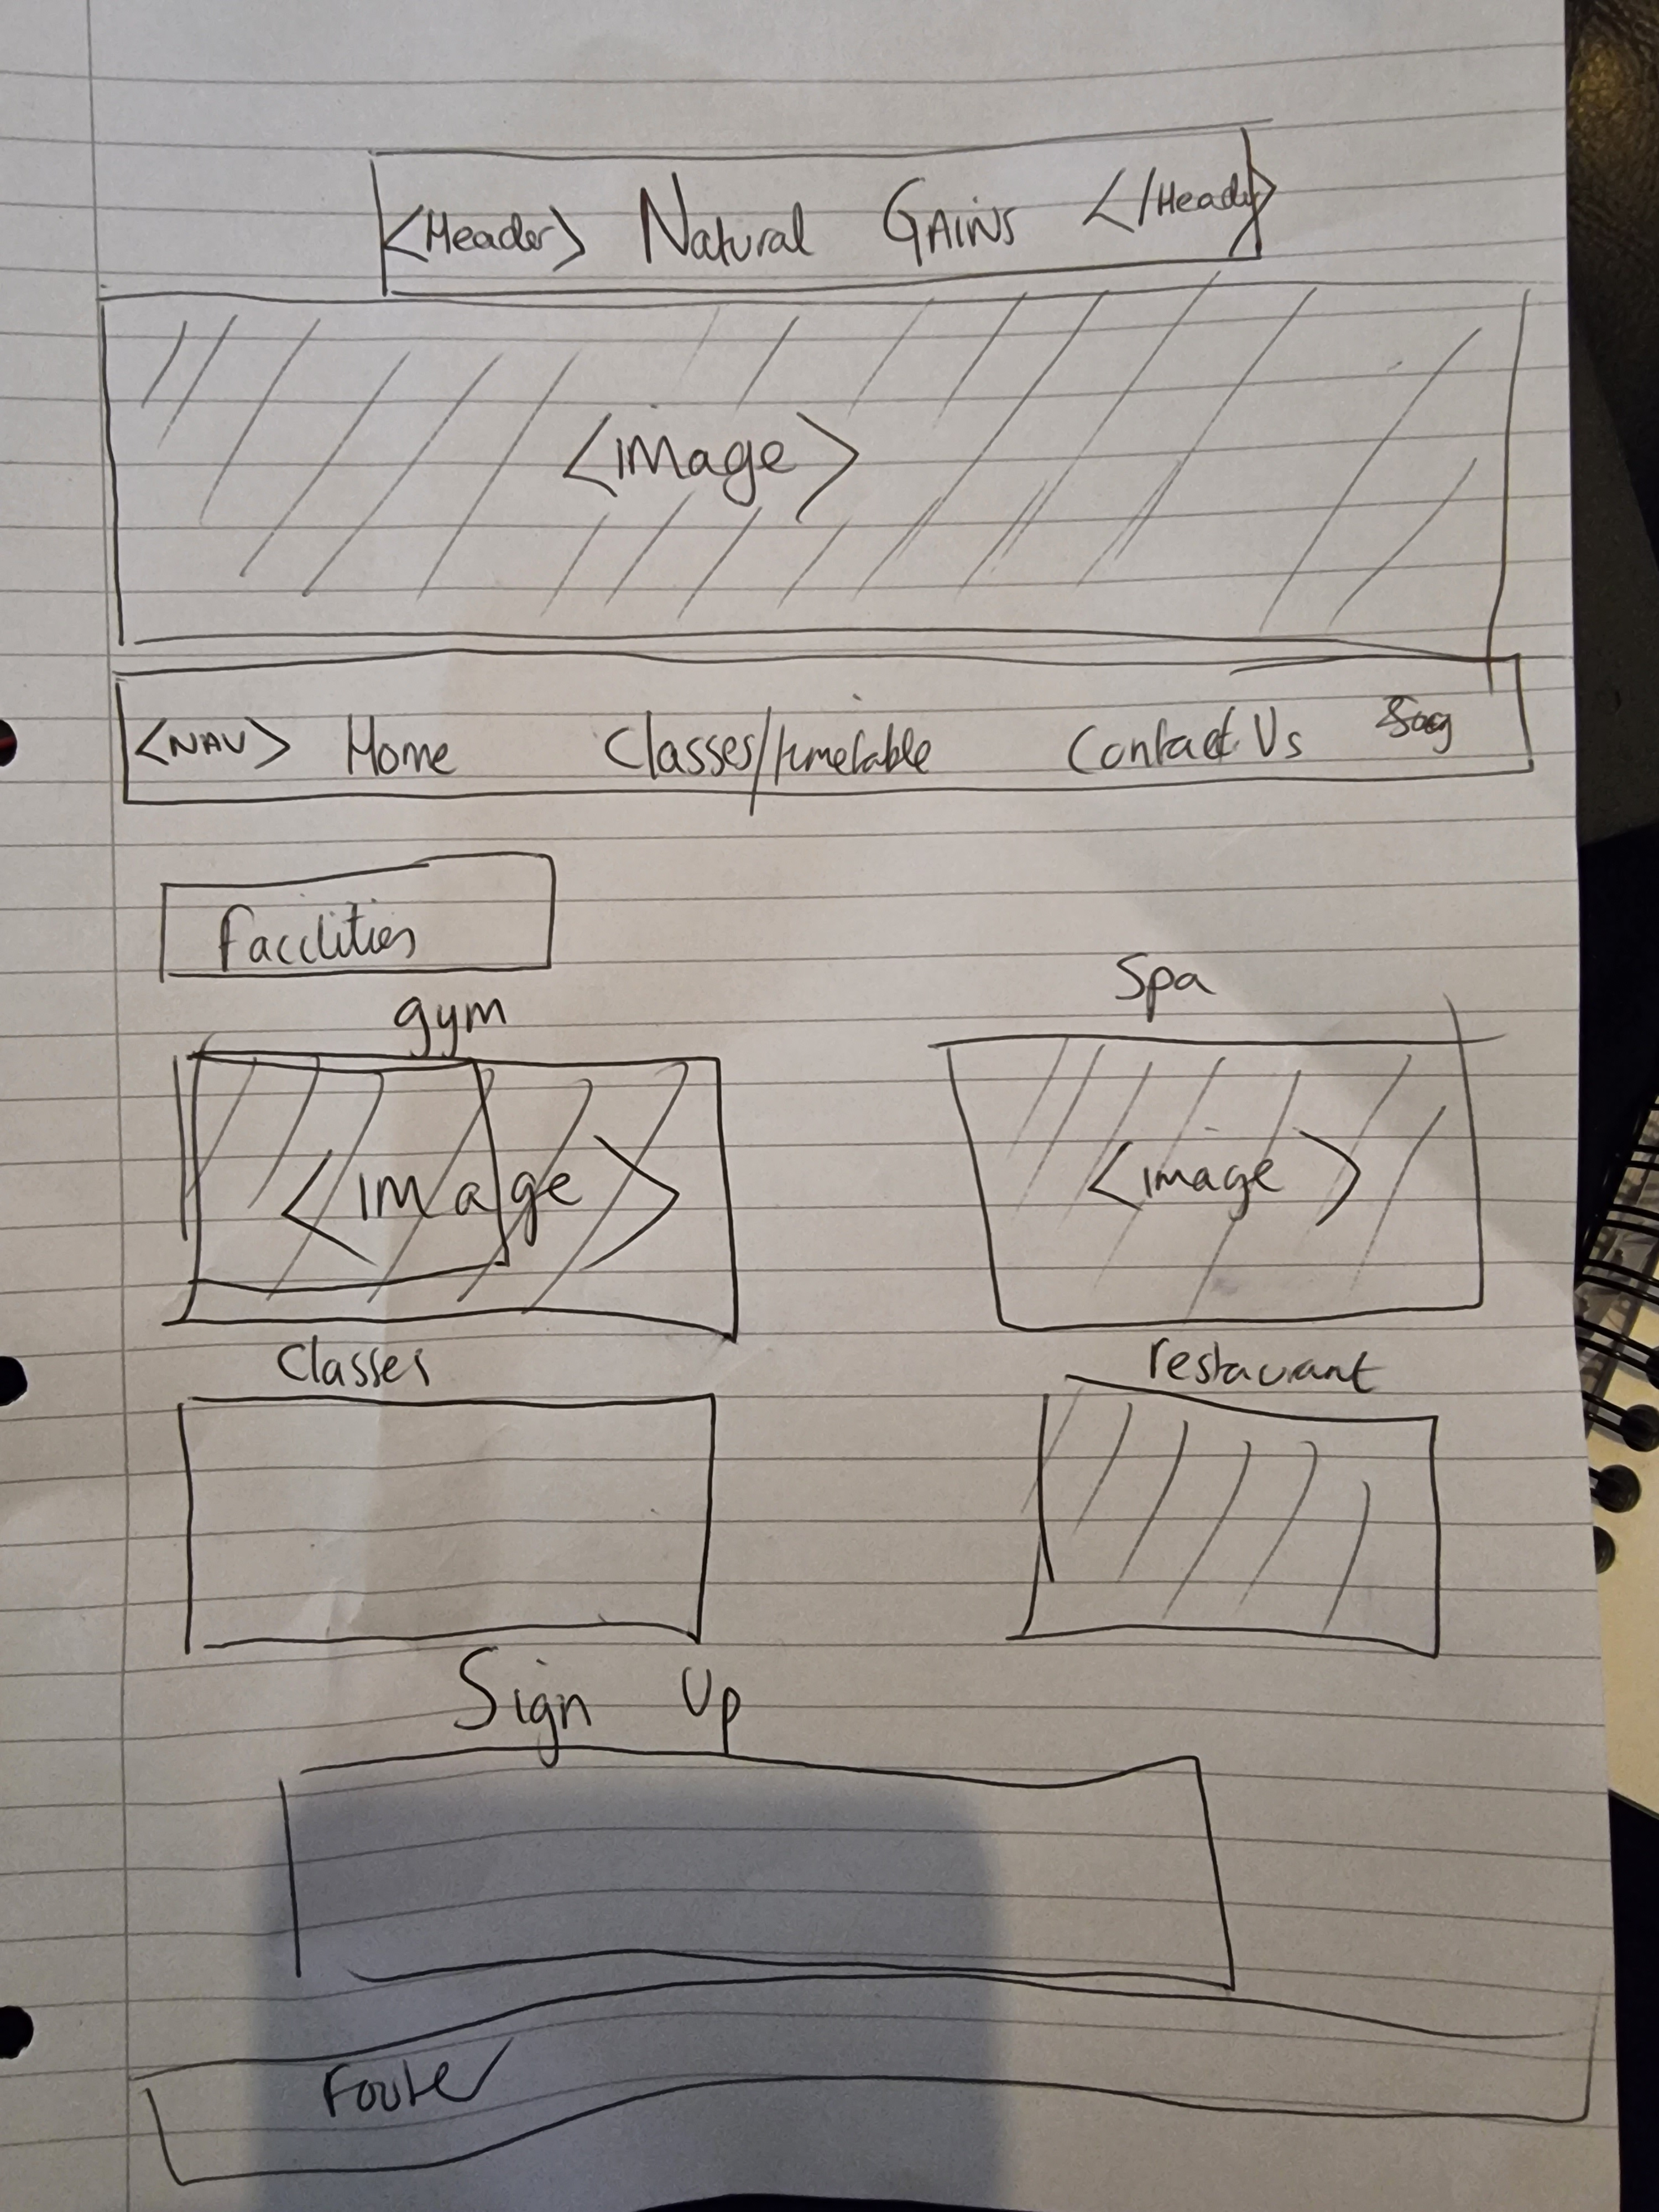 <Header> Natural GAINS </Header>
<image>
<NAV> Home Classes/timetable Contact Us
Facilities
gym Spa
<image> <image>
Classes restaurant
Sign Up
Footer